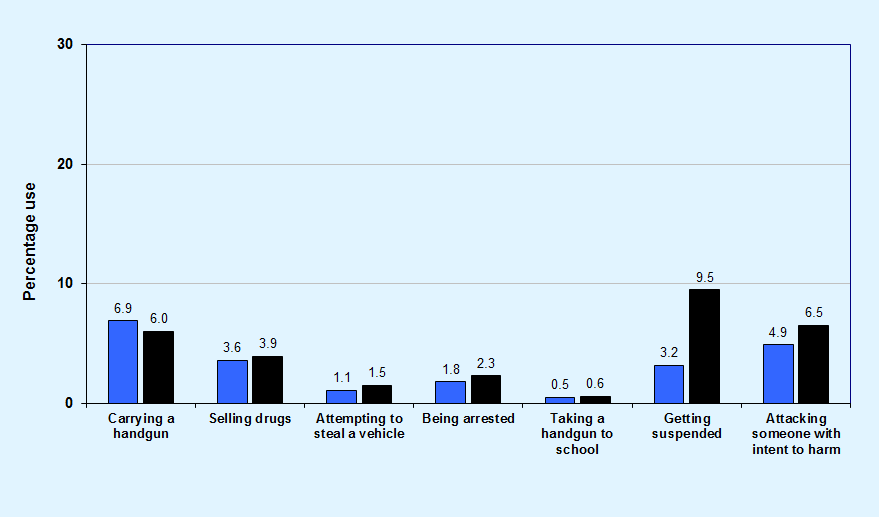 30
20
10
0
Percentage use
6.9
6.0
3.6
3.9
1.1
1.5
1.8
2.3
0.5
0.6
3.2
9.5
4.9
6.5
Carrying a
handgun
Selling drugs
Attempting to
steal a vehicle
Being arrested
Taking a
handgun to
school
Getting
suspended
Attacking
someone with
intent to harm